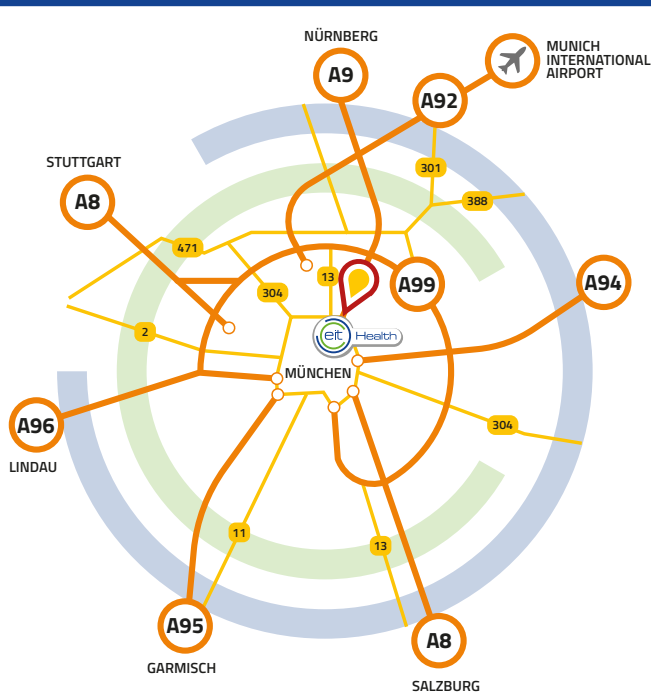 NÜRNBERG
A9
MUNICH
INTERNATIONAL
AIRPORT
A92
STUTTGART
A8
301
388
471
13
304
A99
A94
2
eit Health
MÜNCHEN
A96
LINDAU
304
11
13
A95
GARMISCH
A8
SALZBURG